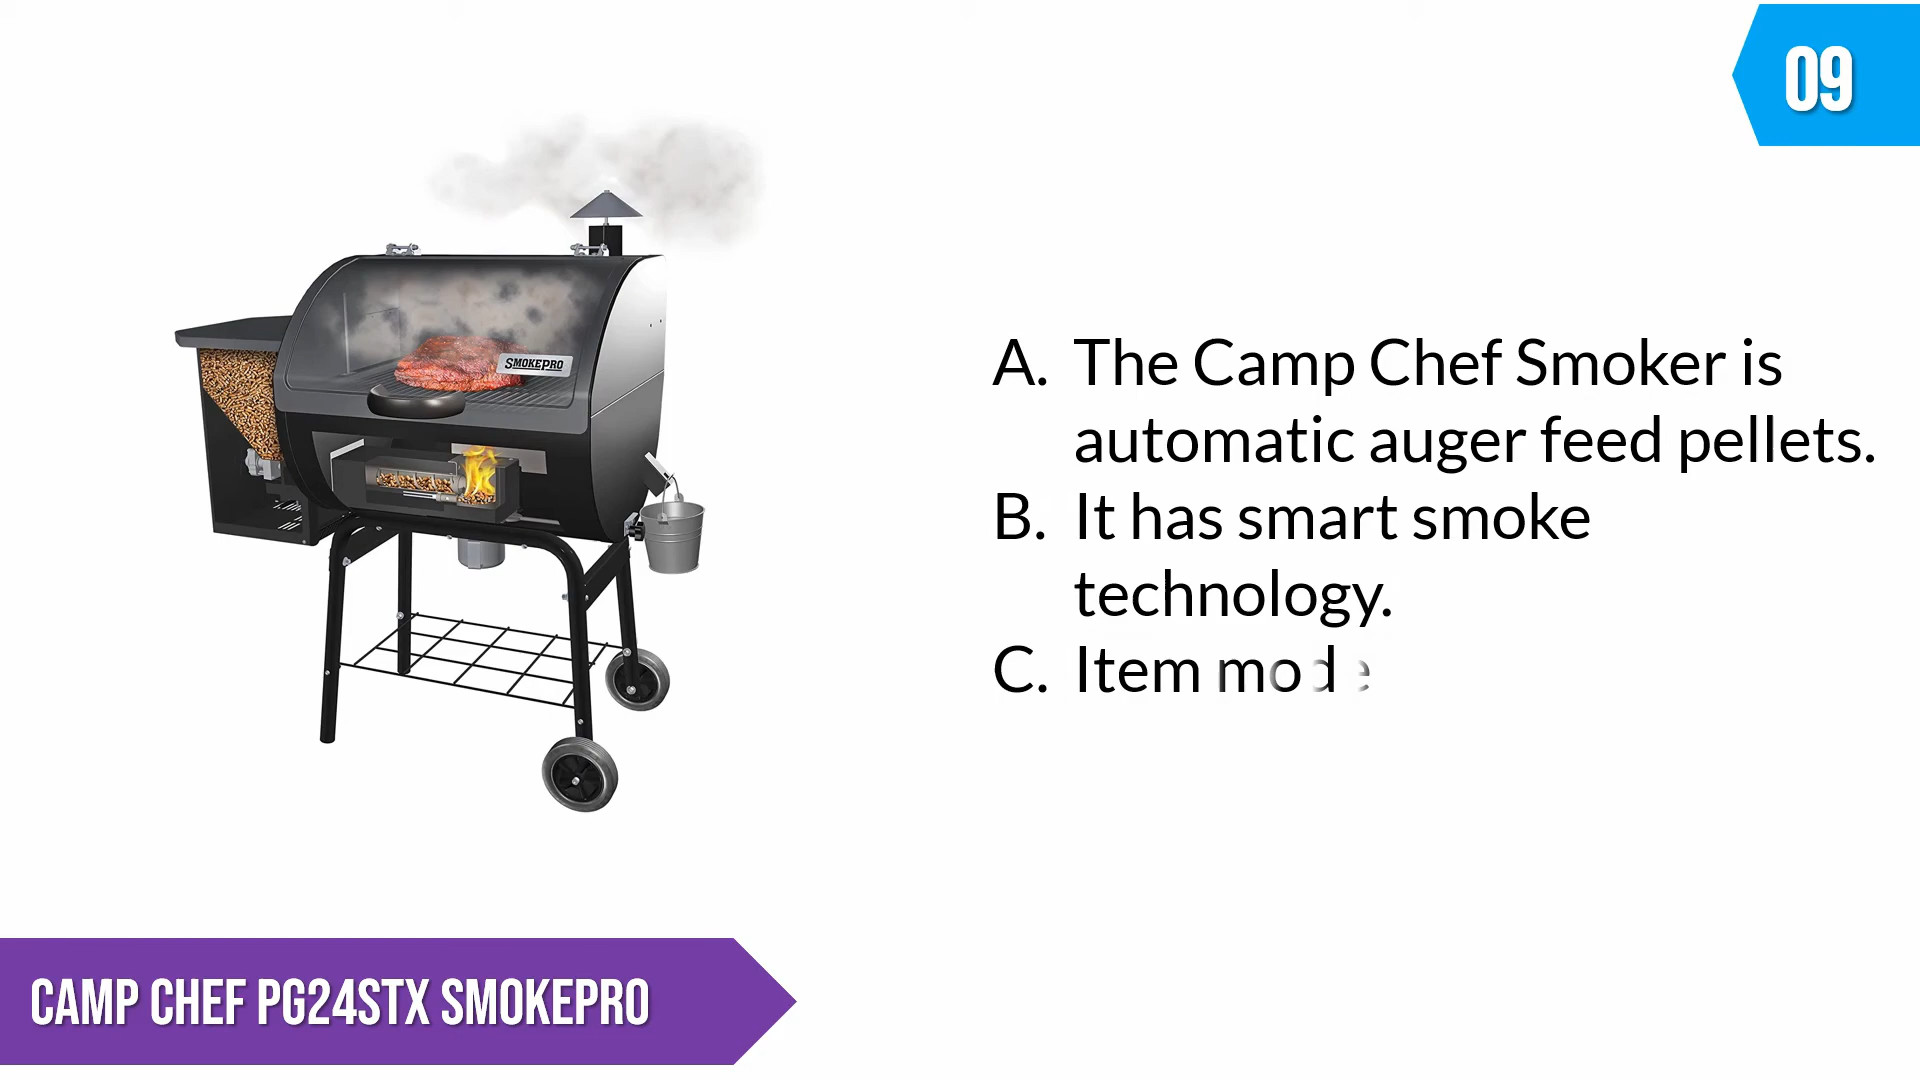 09
SMOKEPRO
A. The Camp Chef Smoker is
automatic auger feed pellets.
B. It has smart smoke
technology.
C. Item mode
CAMP CHEF PG24STX SMOKEPRO